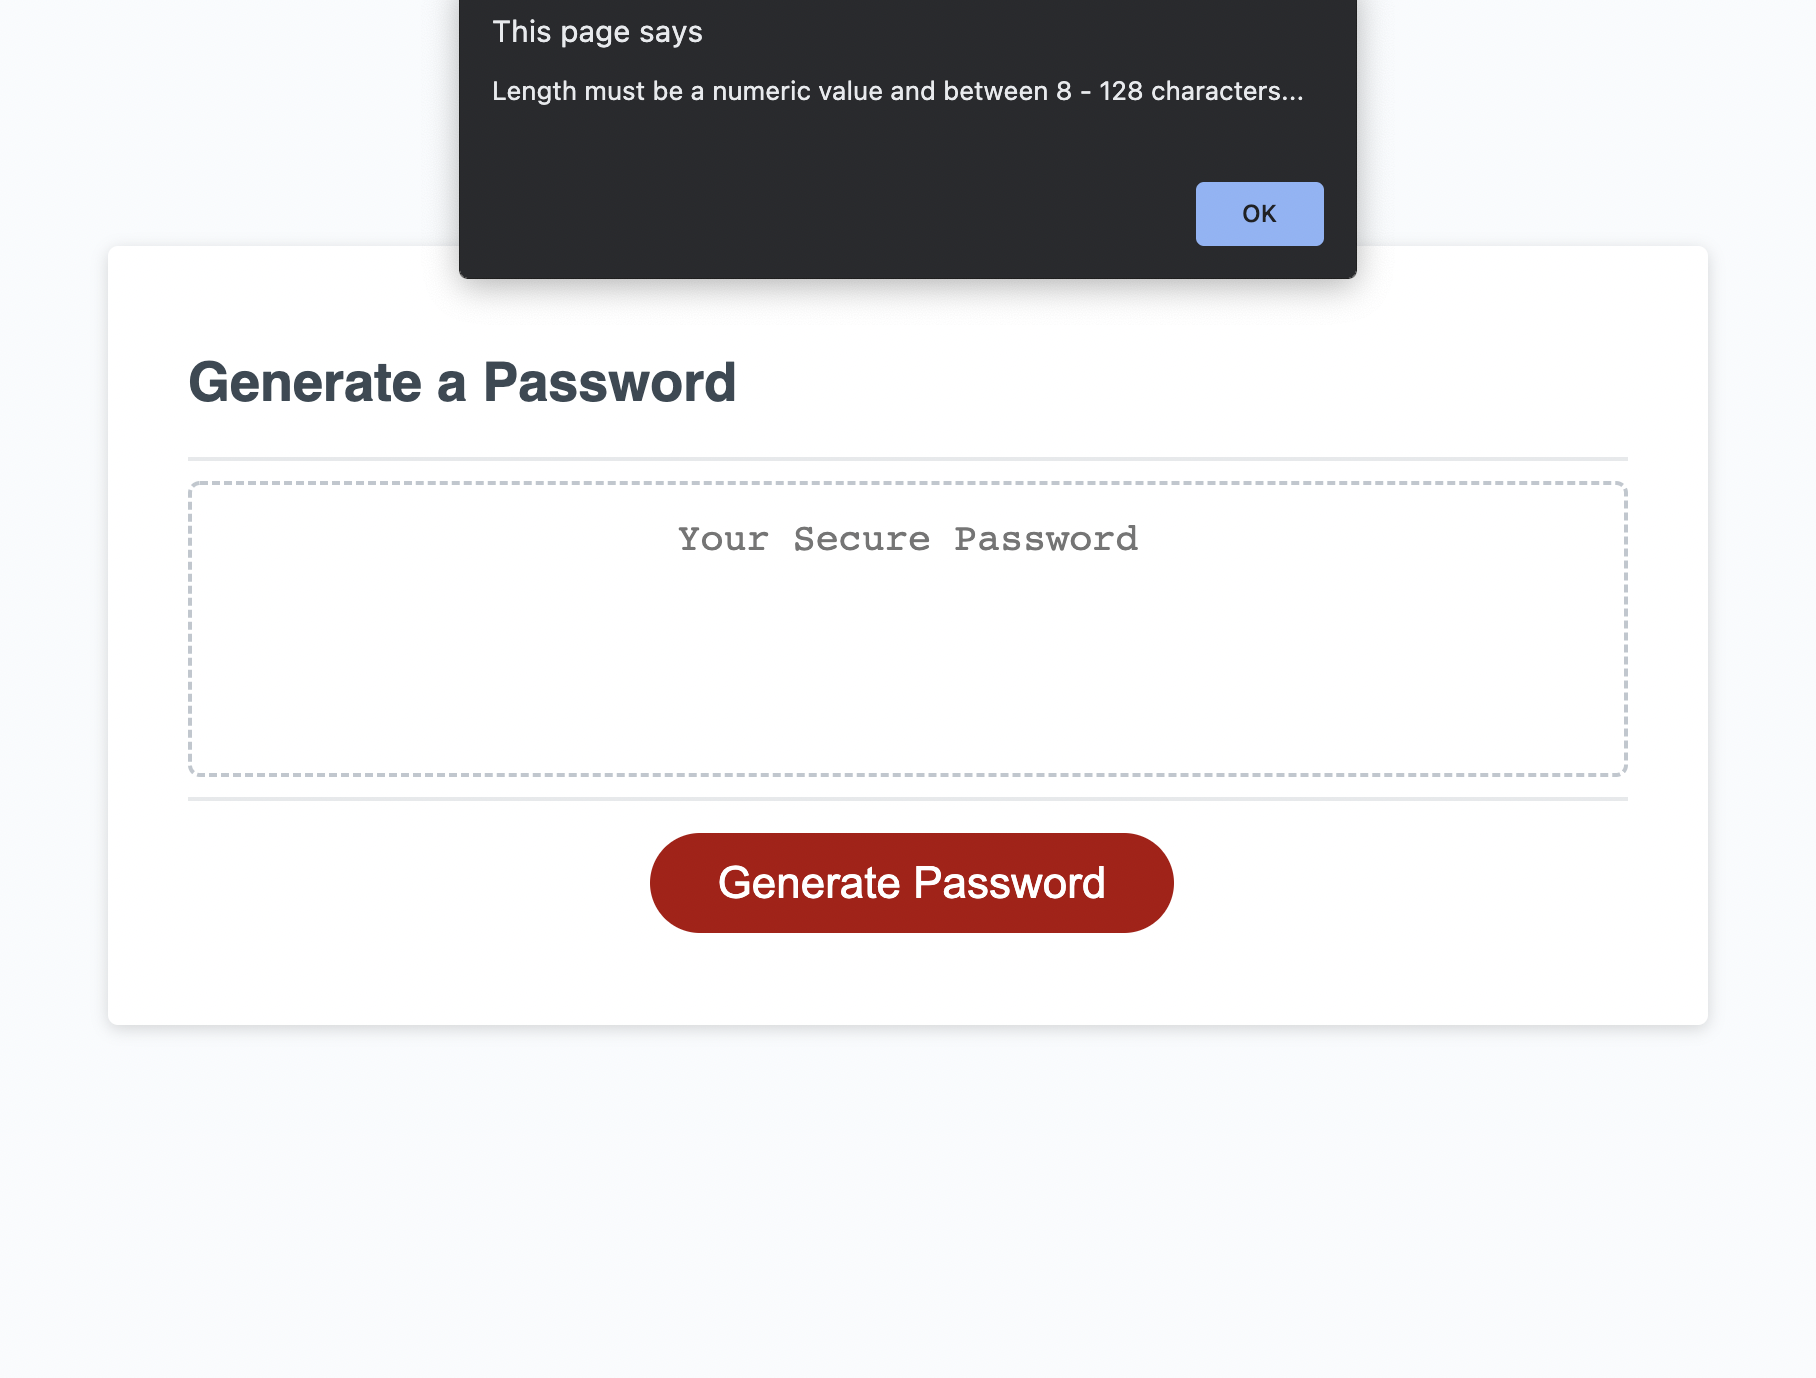 This page says
Length must be a numeric value and between 8 - 128 characters...
OK
Generate a Password
Your Secure Password
Generate Password